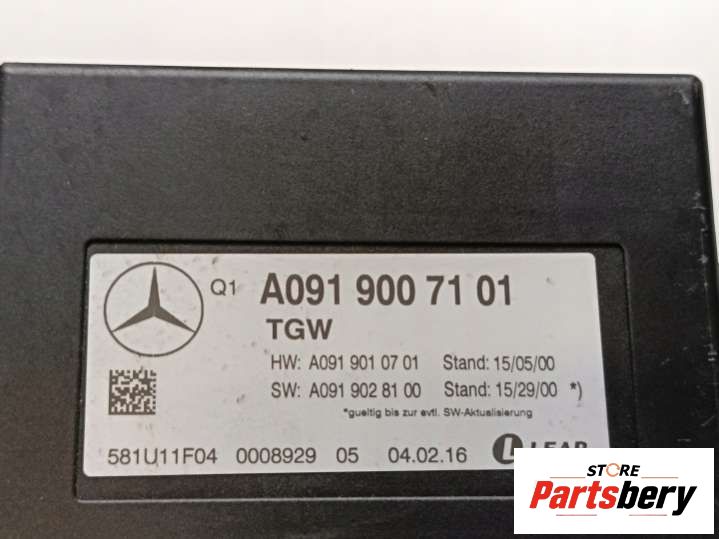 Q1 A091 900 71 01
TGW
HW: A091 901 07 01 Stand: 15/05/00
SW: A091 902 81 00 Stand: 15/29/00 *)
*gueltig bis zur evtl. SW-Aktualisierung
581U11F04 0008929 05 04.02.16 LEAR
STORE
Partsbery